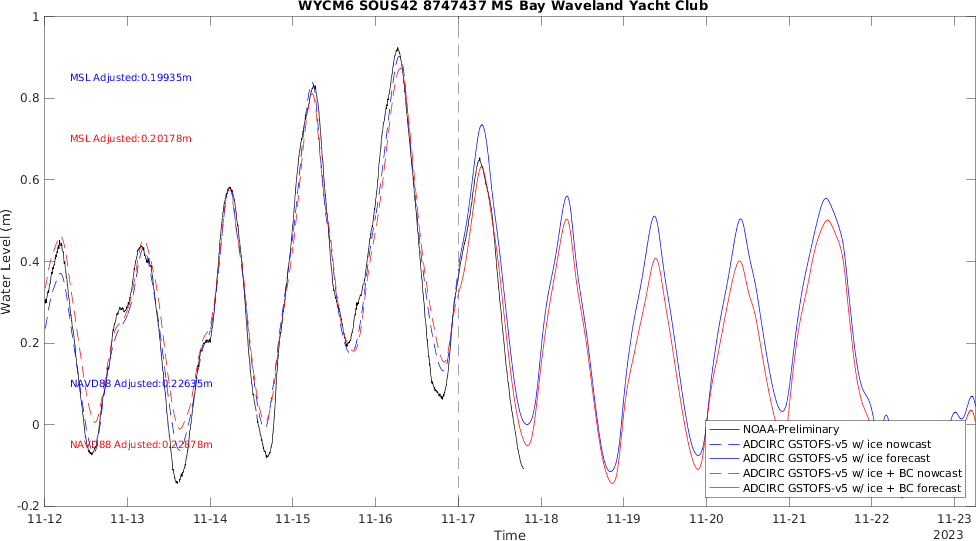 WYCM6 SOUS42 8747437 MS Bay Waveland Yacht Club
1
0.8
0.6
0.4
0.2
0
-0.2
Water Level (m)
MSL Adjusted:0.19935m
MSL Adjusted:0.20178m
NAVD88 Adjusted:0.22635m
NAVD88 Adjusted:0.22878m
NOAA-Preliminary
ADCIRC GSTOFS-v5 w/ ice nowcast
ADCIRC GSTOFS-v5 w/ ice forecast
ADCIRC GSTOFS-v5 w/ ice + BC nowcast
ADCIRC GSTOFS-v5 w/ ice + BC forecast
11-12 11-13 11-14 11-15 11-16 11-17 11-18 11-19 11-20 11-21 11-22 11-23
Time
2023